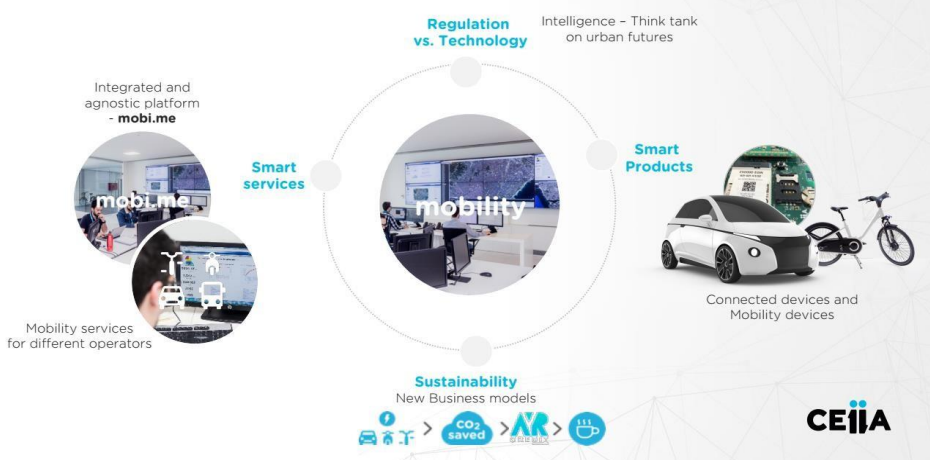 Regulation
vs. Technology
Intelligence – Think tank
on urban futures
Integrated and
agnostic platform
- mobi.me
Smart
services
mobi.me
mobility
Smart
Products
Mobility services
for different operators
Connected devices and
Mobility devices
Sustainability
New Business models
> CO2
saved > AYR >
CEiiA